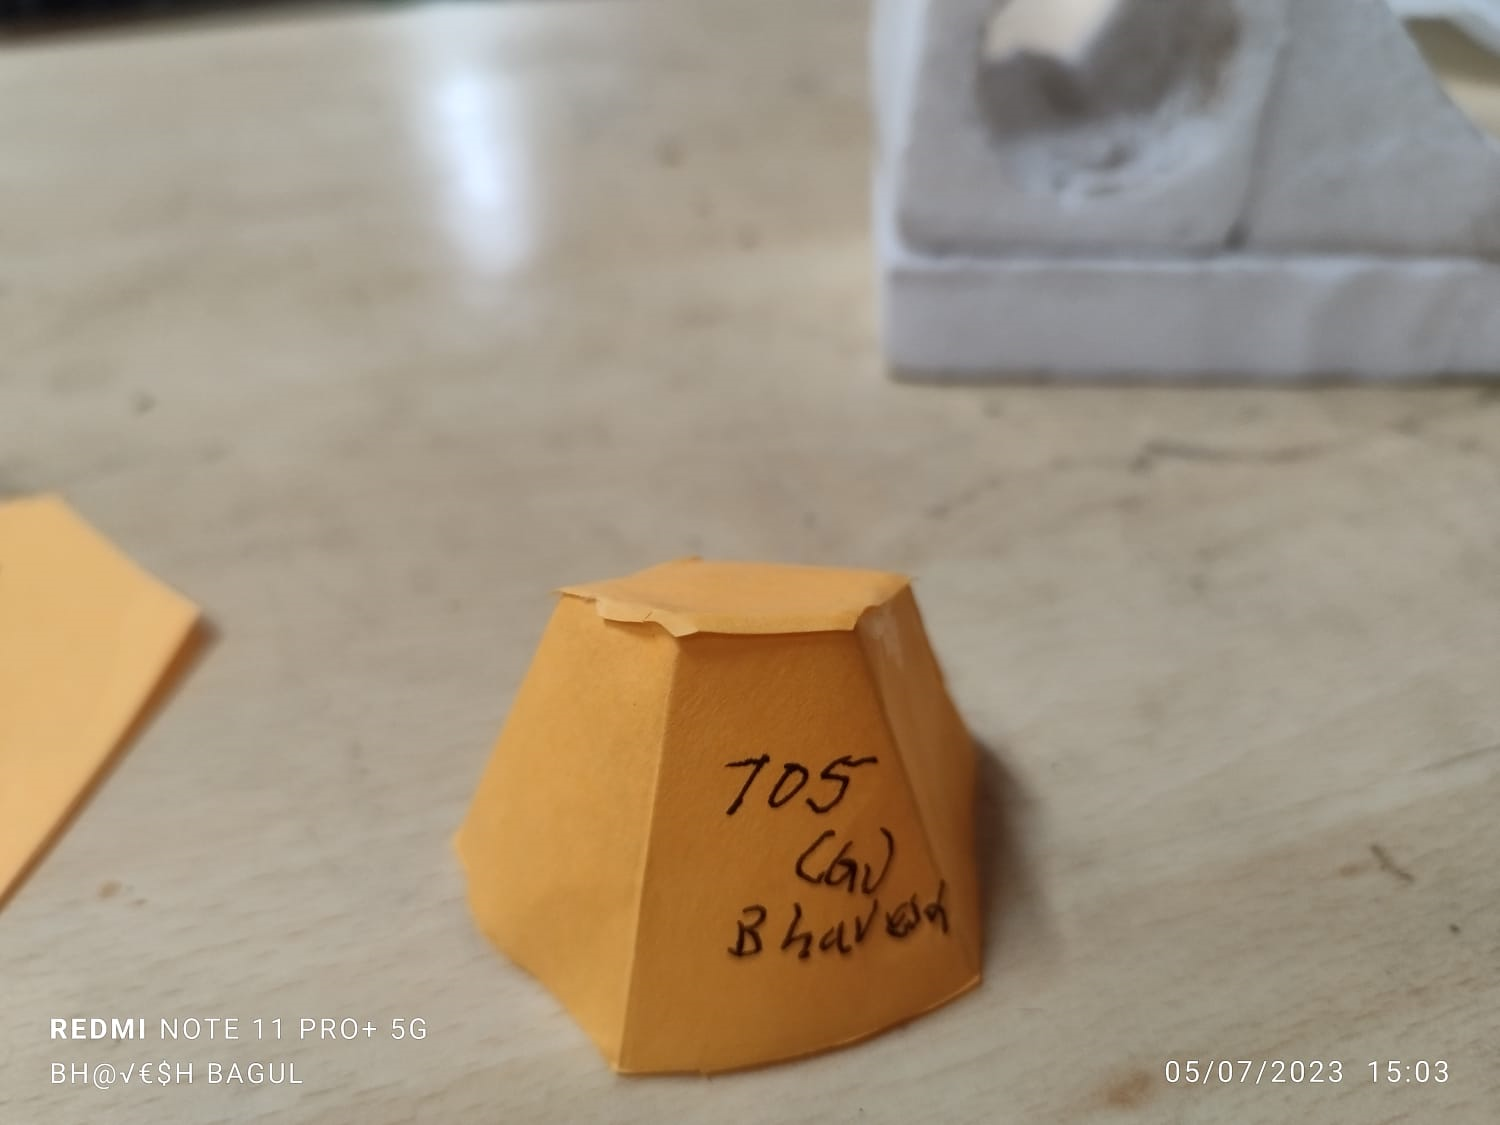 705
(GV)
Bhavesh
REDMI NOTE 11 PRO+ 5G
BH@√€$H BAGUL
05/07/2023 15:03